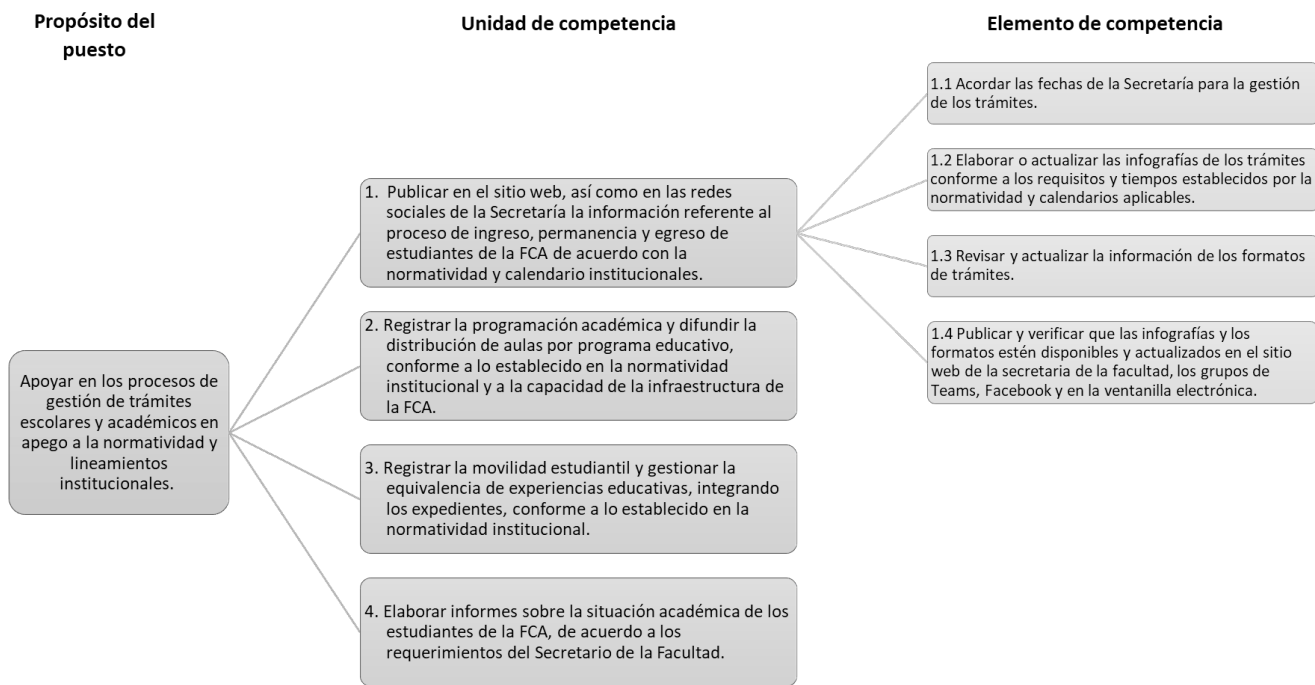 Propósito del
puesto
Unidad de competencia
Elemento de competencia
Apoyar en los procesos de
gestión de trámites
escolares y académicos en
apego a la normatividad y
lineamientos
institucionales.
1. Publicar en el sitio web, así como en las redes
sociales de la Secretaría la información referente al
proceso de ingreso, permanencia y egreso de
estudiantes de la FCA de acuerdo con la
normatividad y calendario institucionales.
2. Registrar la programación académica y difundir la
distribución de aulas por programa educativo,
conforme a lo establecido en la normatividad
institucional y a la capacidad de la infraestructura de
la FCA.
3. Registrar la movilidad estudiantil y gestionar la
equivalencia de experiencias educativas, integrando
los expedientes, conforme a lo establecido en la
normatividad institucional.
4. Elaborar informes sobre la situación académica de los
estudiantes de la FCA, de acuerdo a los
requerimientos del Secretario de la Facultad.
1.1 Acordar las fechas de la Secretaría para la gestión
de los trámites.
1.2 Elaborar o actualizar las infografías de los trámites
conforme a los requisitos y tiempos establecidos por la
normatividad y calendarios aplicables.
1.3 Revisar y actualizar la información de los formatos
de trámites.
1.4 Publicar y verificar que las infografías y los
formatos estén disponibles y actualizados en el sitio
web de la secretaria de la facultad, los grupos de
Teams, Facebook y en la ventanilla electrónica.